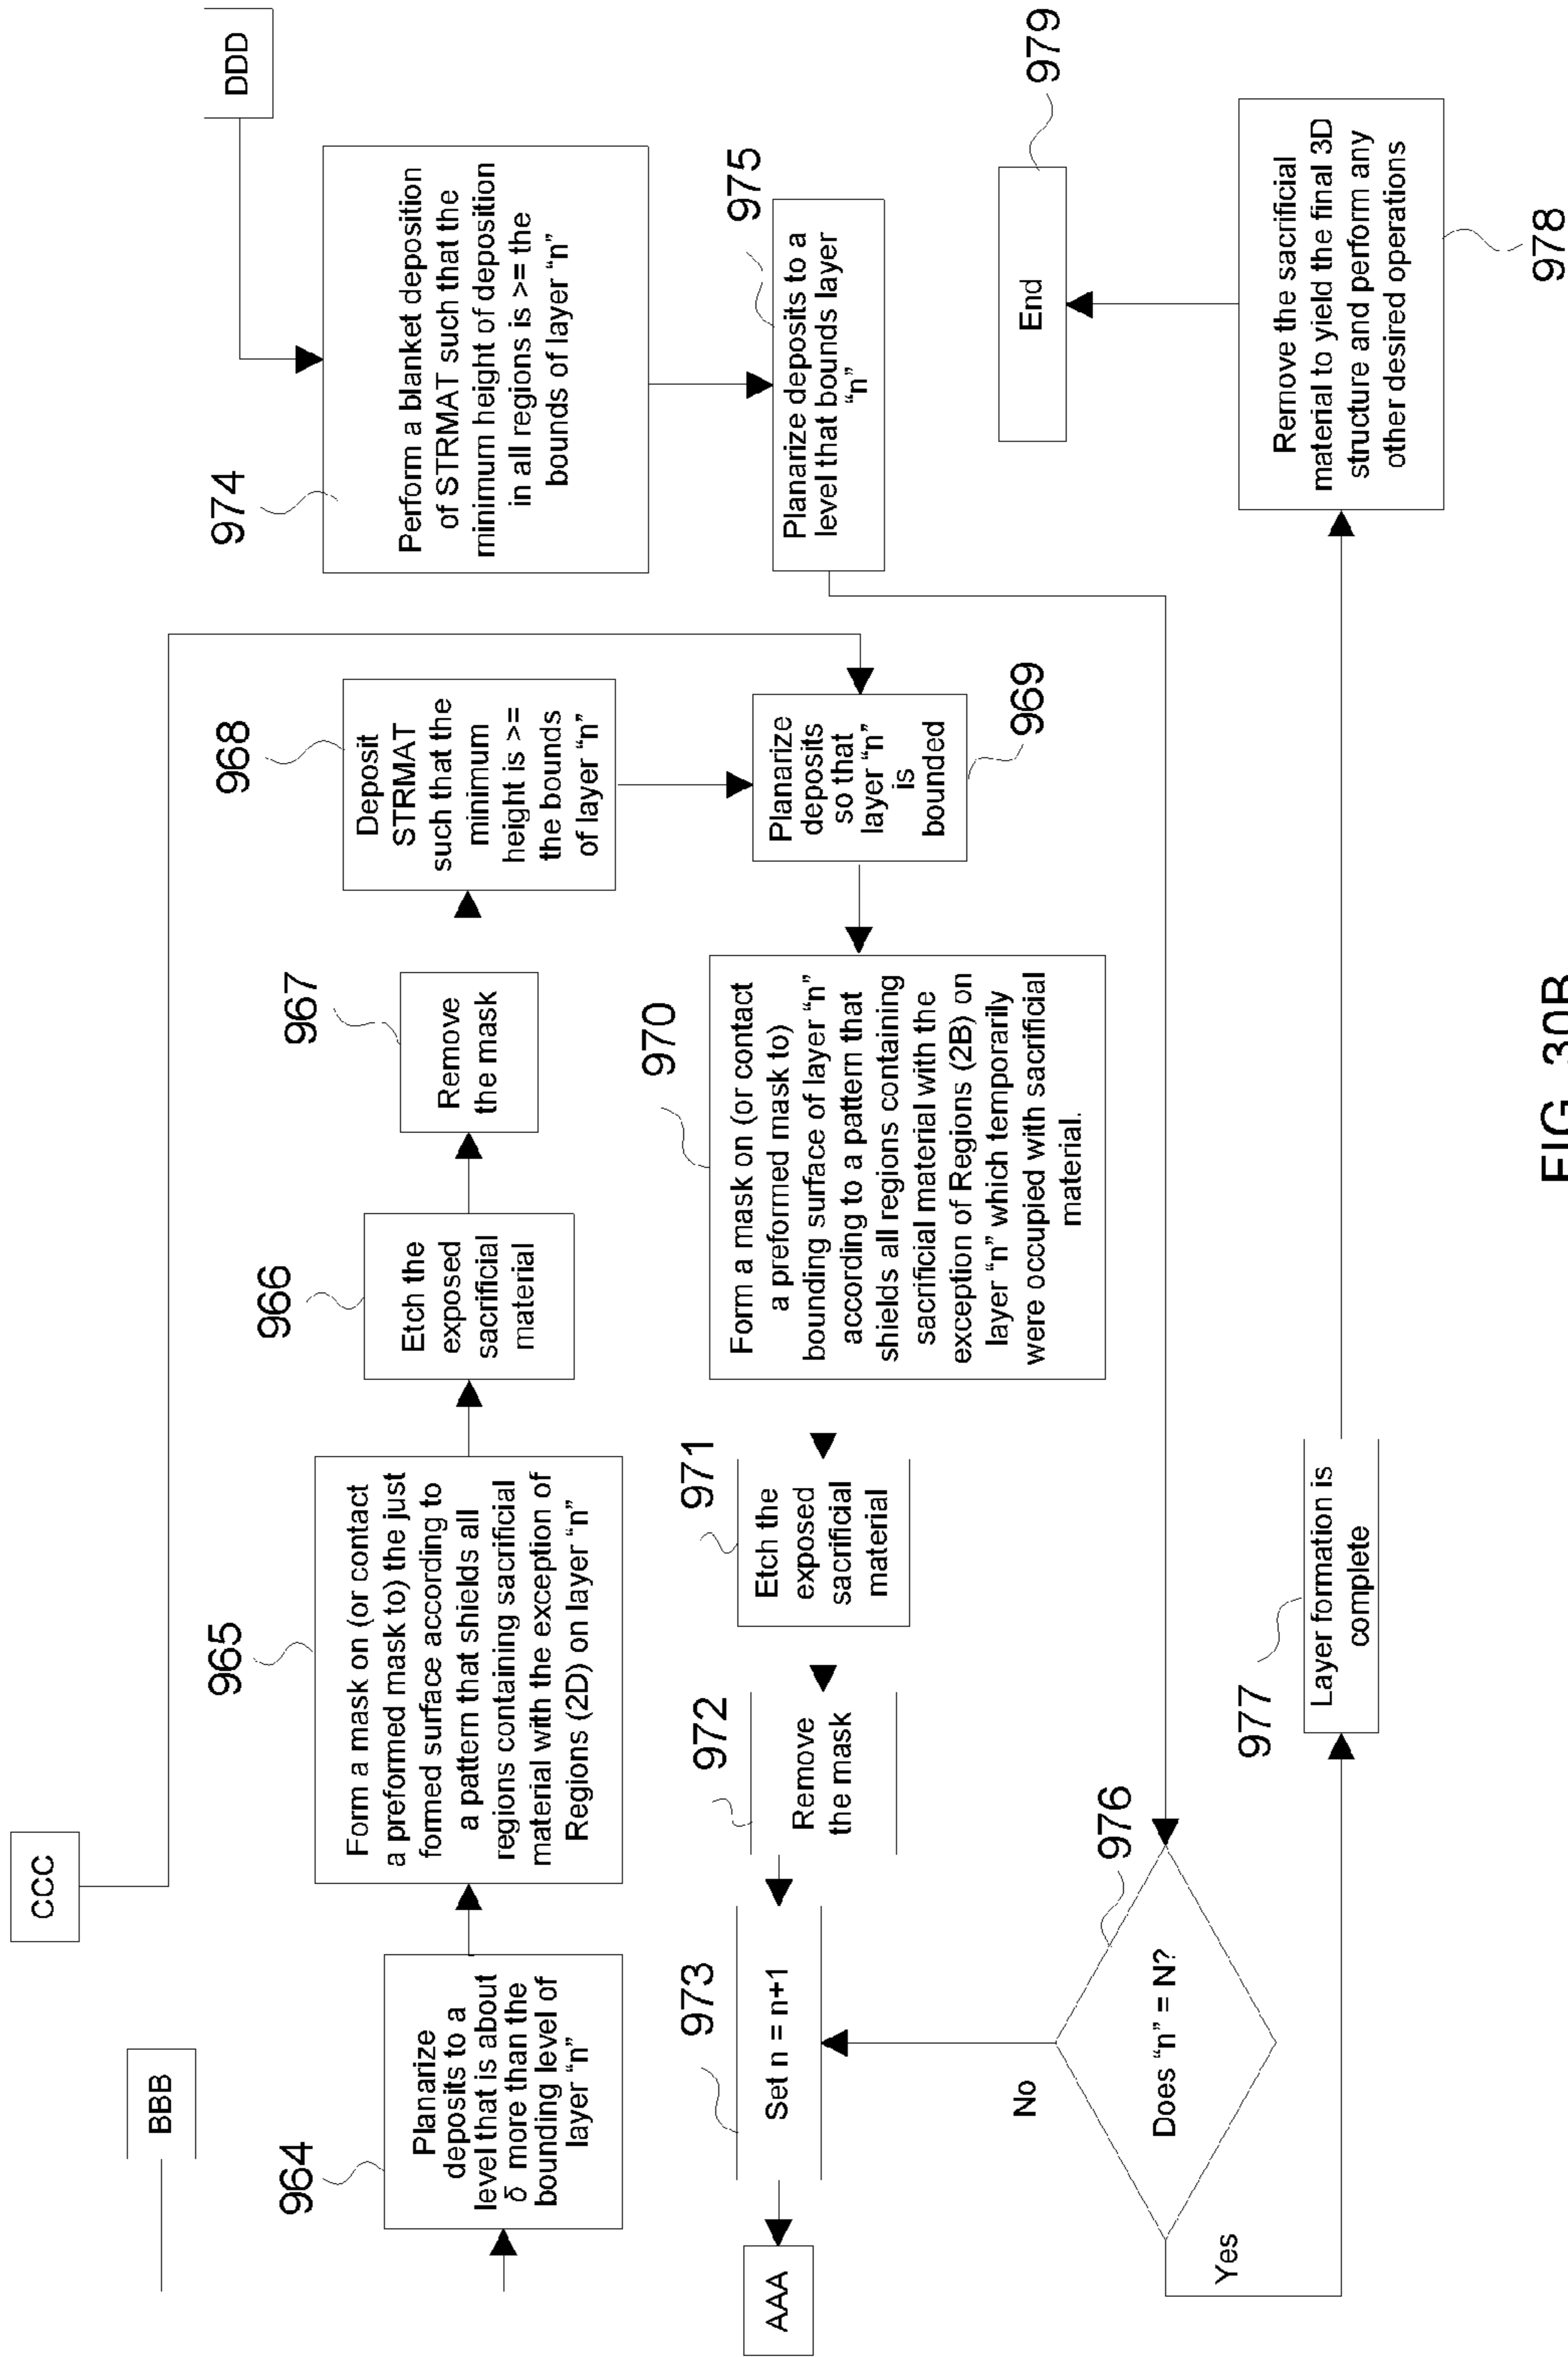 CCC
BBB
DDD
964
Planarize
deposits to a
level that is about
δ more than the
bounding level of
layer “n”
965
Form a mask on (or contact
a preformed mask to) the just
formed surface according to
a pattern that shields all
regions containing sacrificial
material with the exception of
Regions (2D) on layer “n”
966
Etch the
exposed
sacrificial
material
967
Remove
the mask
968
Deposit
STRMAT
such that the
minimum
height is >=
the bounds
of layer “n”
969
Planarize
deposits
so that
layer “n”
is
bounded
970
Form a mask on (or contact
a preformed mask to)
bounding surface of layer “n”
according to a pattern that
shields all regions containing
sacrificial material with the
exception of Regions (2B) on
layer “n” which temporarily
were occupied with sacrificial
material.
971
Etch the
exposed
sacrificial
material
972
Remove
the mask
973
Set n = n+1
AAA
974
Perform a blanket deposition
of STRMAT such that the
minimum height of deposition
in all regions is >= the
bounds of layer “n”
975
Planarize deposits to a
level that bounds layer
“n”
976
Does “n” = N?
No
Yes
977
Layer formation is
complete
978
Remove the sacrificial
material to yield the final 3D
structure and perform any
other desired operations
979
End
FIG. 30B